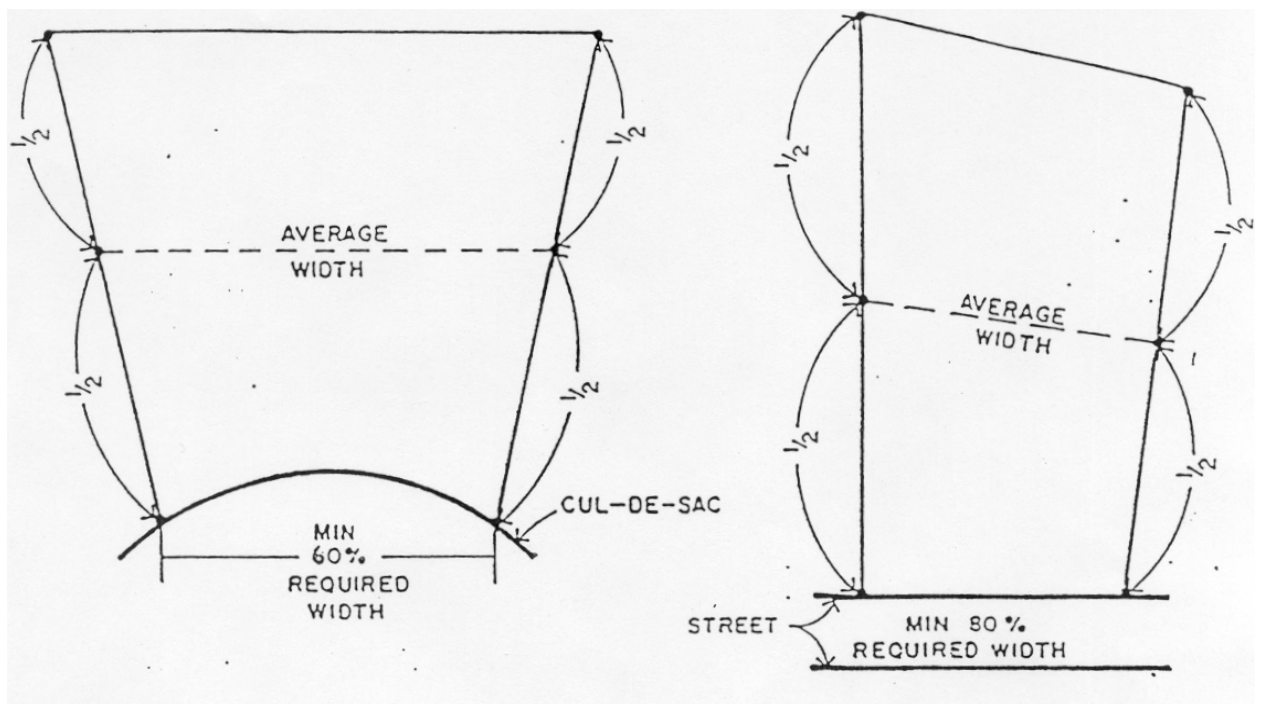 1/2
1/2
AVERAGE
WIDTH
1/2
1/2
CUL-DE-SAC
MIN
60%
REQUIRED
WIDTH
1/2
1/2
AVERAGE
WIDTH
1/2
1/2
STREET
MIN 80%
REQUIRED WIDTH